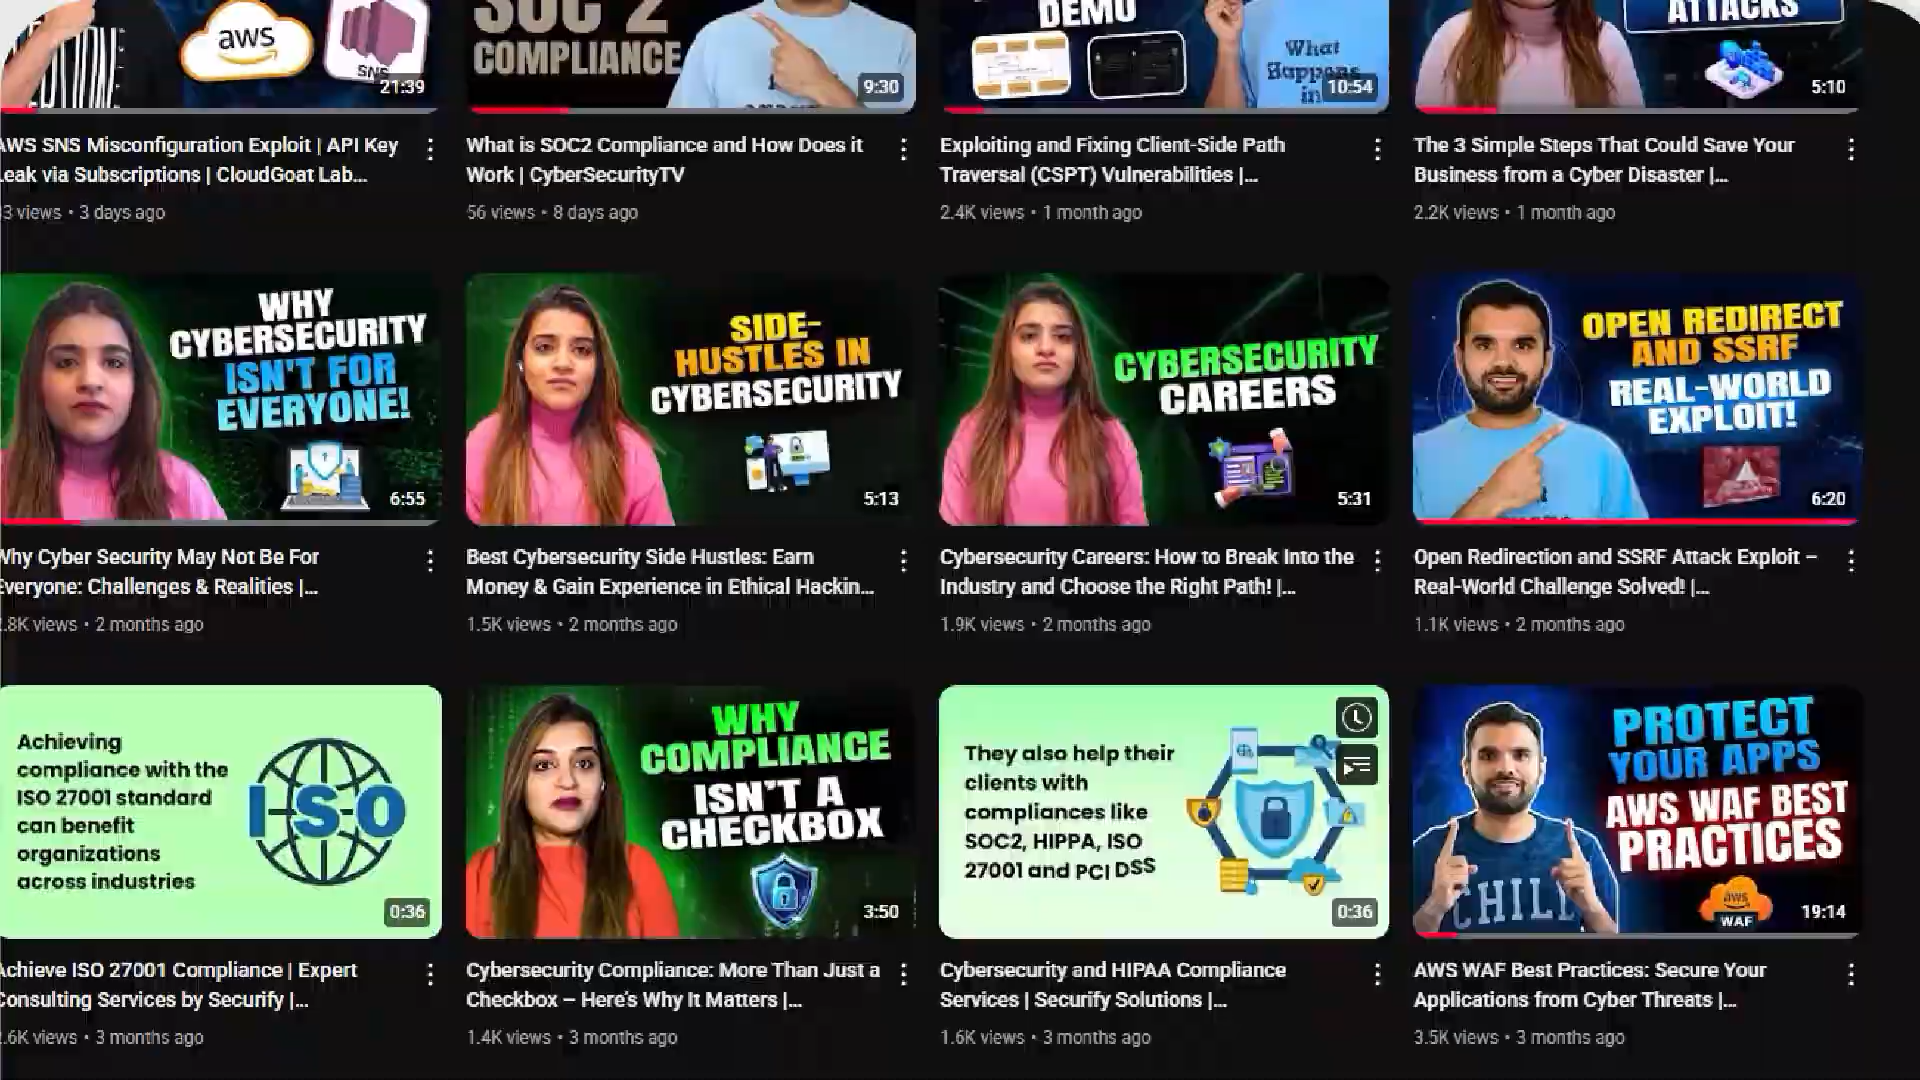 aws
SNS
21:39
SOC 2
COMPLIANCE
9:30
DEMO
What
Happens
in
10:54
ATTACKS
5:10
AWS SNS Misconfiguration Exploit | API Key
Leak via Subscriptions | CloudGoat Lab...
3 views • 3 days ago
What is SOC2 Compliance and How Does it
Work | CyberSecurityTV
56 views • 8 days ago
Exploiting and Fixing Client-Side Path
Traversal (CSPT) Vulnerabilities |...
2.4K views • 1 month ago
The 3 Simple Steps That Could Save Your
Business from a Cyber Disaster |...
2.2K views • 1 month ago
WHY
CYBERSECURITY
ISN'T FOR
EVERYONE!
6:55
SIDE-
HUSTLES IN
CYBERSECURITY
5:13
CYBERSECURITY
CAREERS
5:31
OPEN REDIRECT
AND SSRF
REAL-WORLD
EXPLOIT!
6:20
Why Cyber Security May Not Be For
Everyone: Challenges & Realities |...
.8K views • 2 months ago
Best Cybersecurity Side Hustles: Earn
Money & Gain Experience in Ethical Hackin...
1.5K views • 2 months ago
Cybersecurity Careers: How to Break Into the
Industry and Choose the Right Path! |...
1.9K views • 2 months ago
Open Redirection and SSRF Attack Exploit –
Real-World Challenge Solved! |...
1.1K views • 2 months ago
Achieving
compliance with the
ISO 27001 standard
can benefit
organizations
across industries
ISO
0:36
WHY
COMPLIANCE
ISN'T A
CHECKBOX
3:50
They also help their
clients with
compliances like
SOC2, HIPPA, ISO
27001 and PCI DSS
0:36
PROTECT
YOUR APPS
AWS WAF BEST
PRACTICES
CHILL
aws
WAF
19:14
Achieve ISO 27001 Compliance | Expert
Consulting Services by Securify |...
.6K views • 3 months ago
Cybersecurity Compliance: More Than Just a
Checkbox – Here's Why It Matters |...
1.4K views • 3 months ago
Cybersecurity and HIPAA Compliance
Services | Securify Solutions |...
1.6K views • 3 months ago
AWS WAF Best Practices: Secure Your
Applications from Cyber Threats |...
3.5K views • 3 months ago